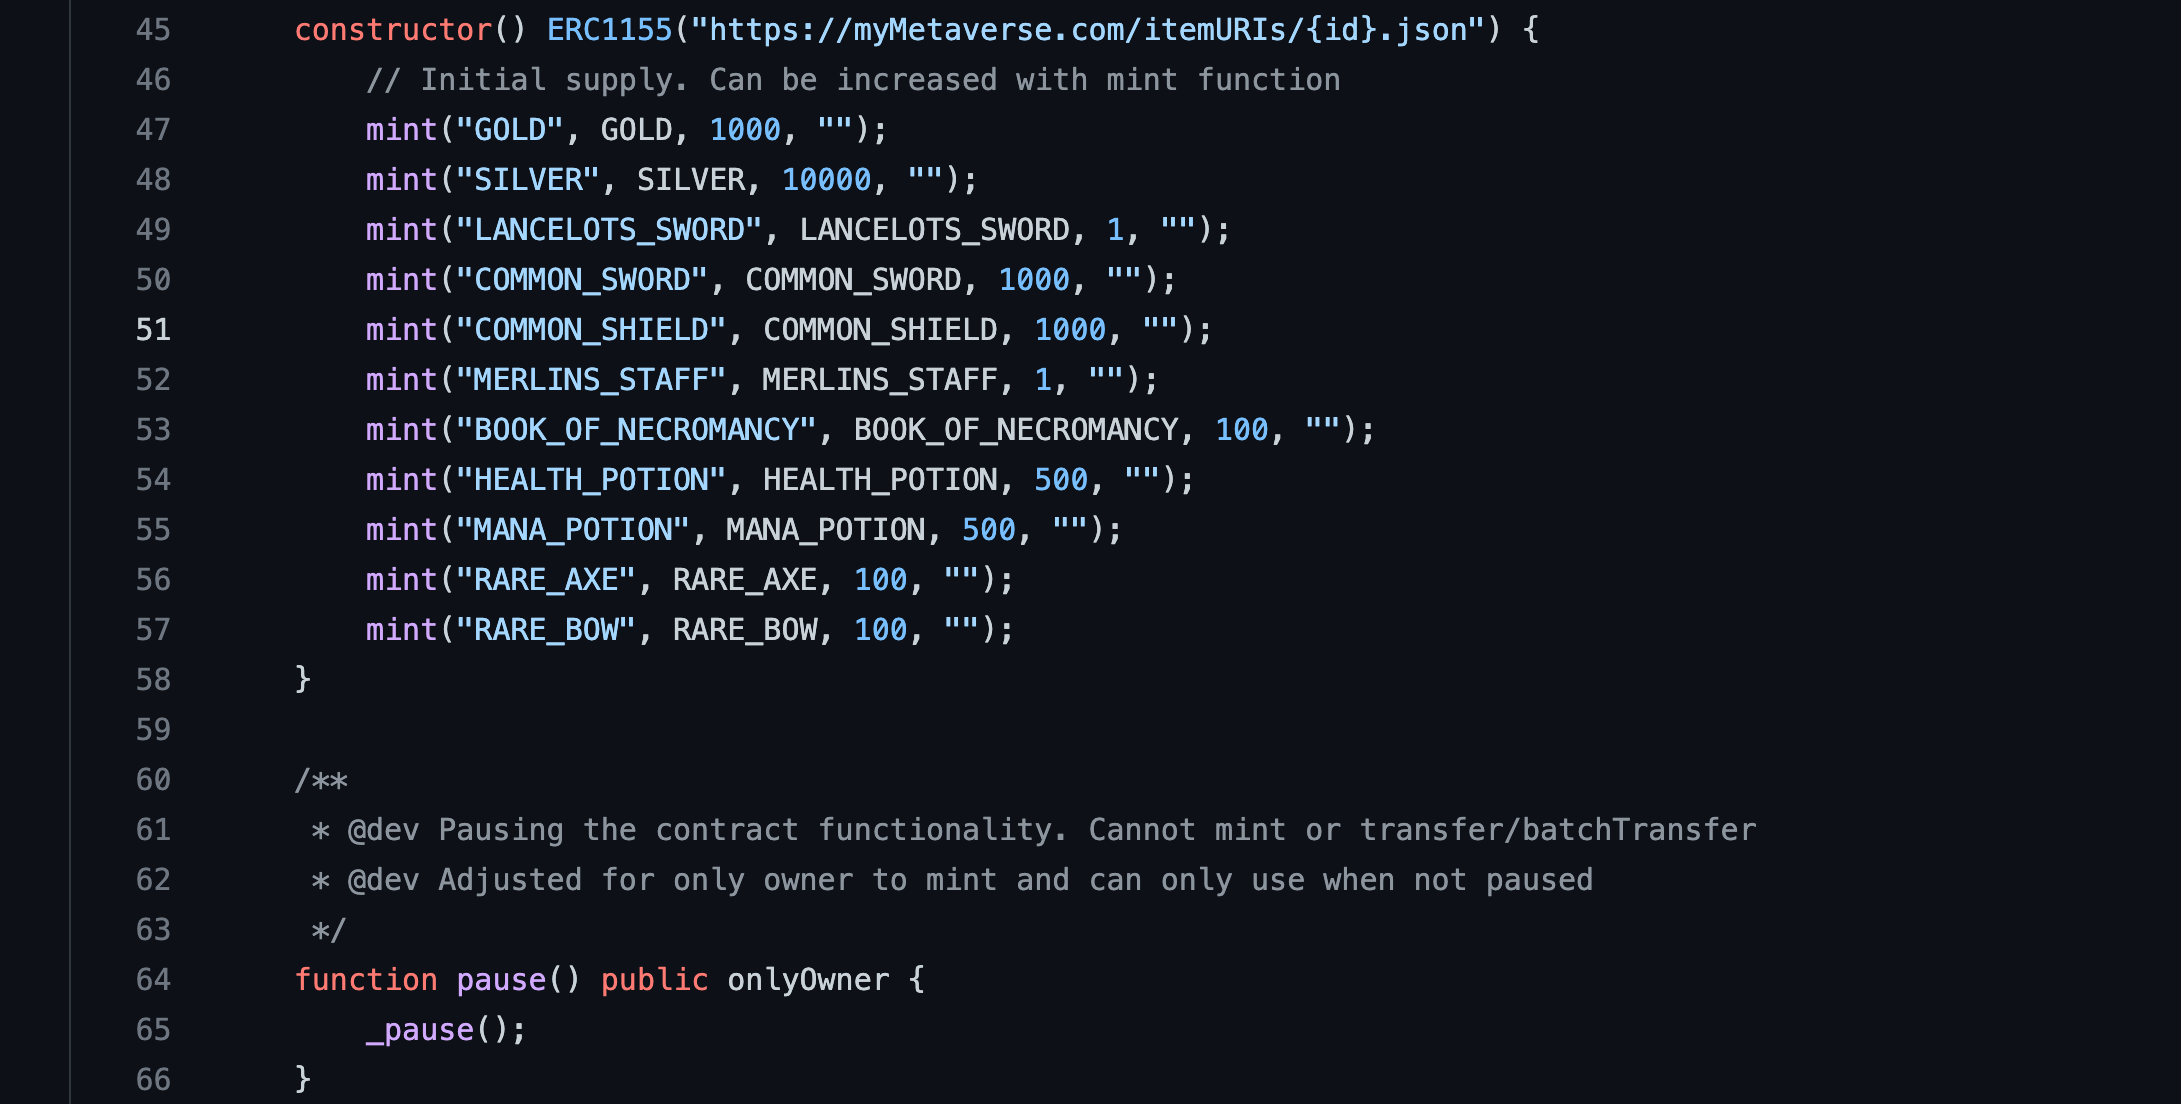 45 constructor() ERC1155("https://myMetaverse.com/itemURIs/{id}.json") {
46 // Initial supply. Can be increased with mint function
47 mint("GOLD", GOLD, 1000, "");
48 mint("SILVER", SILVER, 10000, "");
49 mint("LANCELOTS_SWORD", LANCELOTS_SWORD, 1, "");
50 mint("COMMON_SWORD", COMMON_SWORD, 1000, "");
51 mint("COMMON_SHIELD", COMMON_SHIELD, 1000, "");
52 mint("MERLINS_STAFF", MERLINS_STAFF, 1, "");
53 mint("BOOK_OF_NECROMANCY", BOOK_OF_NECROMANCY, 100, "");
54 mint("HEALTH_POTION", HEALTH_POTION, 500, "");
55 mint("MANA_POTION", MANA_POTION, 500, "");
56 mint("RARE_AXE", RARE_AXE, 100, "");
57 mint("RARE_BOW", RARE_BOW, 100, "");
58 }
59
60 /**
61 * @dev Pausing the contract functionality. Cannot mint or transfer/batchTransfer
62 * @dev Adjusted for only owner to mint and can only use when not paused
63 */
64 function pause() public onlyOwner {
65 _pause();
66 }